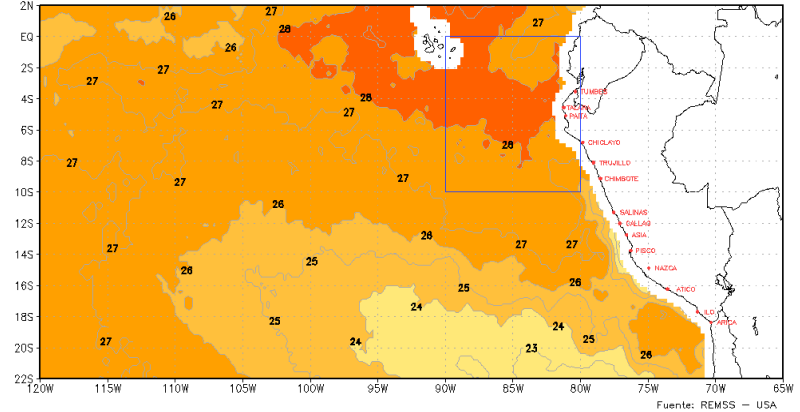 2N
26
27
28
27
EQ
26
2S
27
27
4S
28
27
27
TUMBES
TALARA
PAITA
6S
28
CHICLAYO
8S
27
TRUJILLO
27
27
CHIMBOTE
10S
26
SALINAS
12S
CALLAO
26
ASIA
14S
27
27
27
PISCO
25
26
NAZCA
16S
25
26
ATICO
24
ILO
18S
25
24
ARICA
20S
27
24
25
23
26
22S
120W 115W 110W 105W 100W 95W 90W 85W 80W 75W 70W 65W
Fuente: REMSS – USA